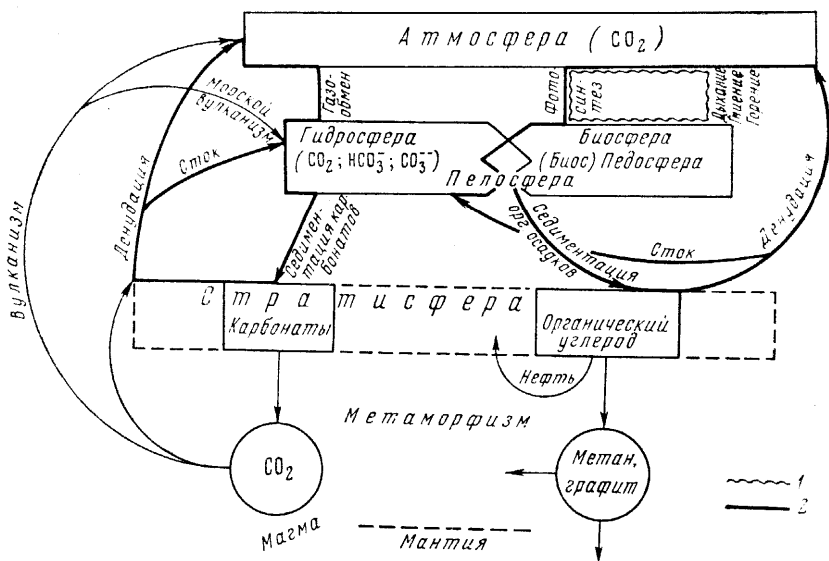 Атмосфера (CO₂)
Газо-
обмен
Фото-
синтез
Дыхание
Гниение
Горение
Морской
вулканизм
Сток
Денудация
Вулканизм
Гидросфера
(CO₂; HCO₃⁻; CO₃⁻⁻)
Биосфера
(Биос) Педосфера
Пелосфера
Седимен-
тация кар-
бонатов
Седиментация
орг. осадков
Сток
Денудация
Стратисфера
Карбонаты
Органический
углерод
Нефть
Метаморфизм
CO₂
Метан,
графит
Магма
Мантия
1
2